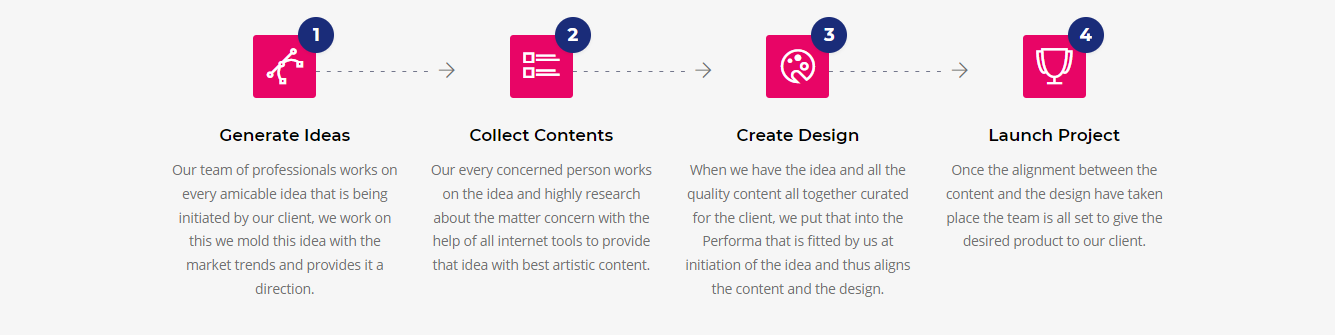 1
Generate Ideas
Our team of professionals works on
every amicable idea that is being
initiated by our client, we work on
this we mold this idea with the
market trends and provides it a
direction.
2
Collect Contents
Our every concerned person works
on the idea and highly research
about the matter concern with the
help of all internet tools to provide
that idea with best artistic content.
3
Create Design
When we have the idea and all the
quality content all together curated
for the client, we put that into the
Performa that is fitted by us at
initiation of the idea and thus aligns
the content and the design.
4
Launch Project
Once the alignment between the
content and the design have taken
place the team is all set to give the
desired product to our client.